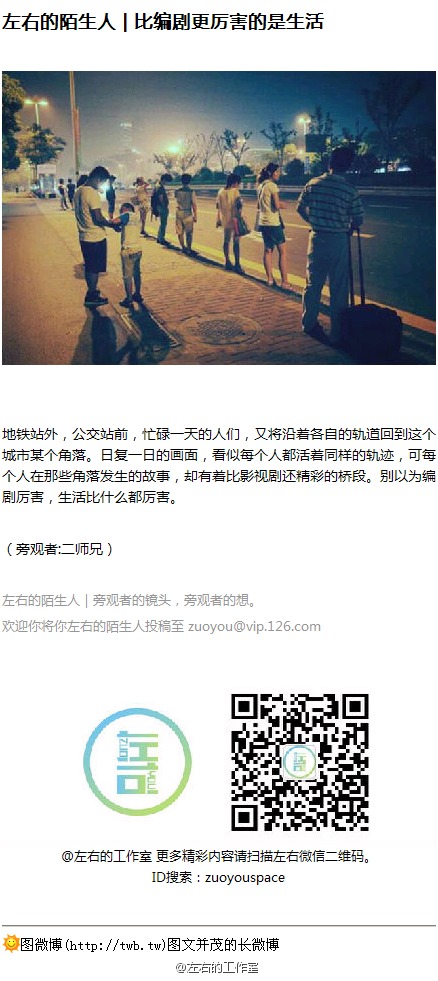 左右的陌生人 | 比编剧更厉害的是生活
地铁站外，公交站前，忙碌一天的人们，又将沿着各自的轨道回到这个
城市某个角落。日复一日的画面，看似每个人都活着同样的轨迹，可每
个人在那些角落发生的故事，却有着比影视剧还精彩的桥段。别以为编
剧厉害，生活比什么都厉害。
（旁观者:二师兄）
左右的陌生人｜旁观者的镜头，旁观者的想。
欢迎你将你左右的陌生人投稿至 zuoyou@vip.126.com
@左右的工作室 更多精彩内容请扫描左右微信二维码。
ID搜索：zuoyouspace
图微博(http://twb.tw)图文并茂的长微博
@左右的工作室